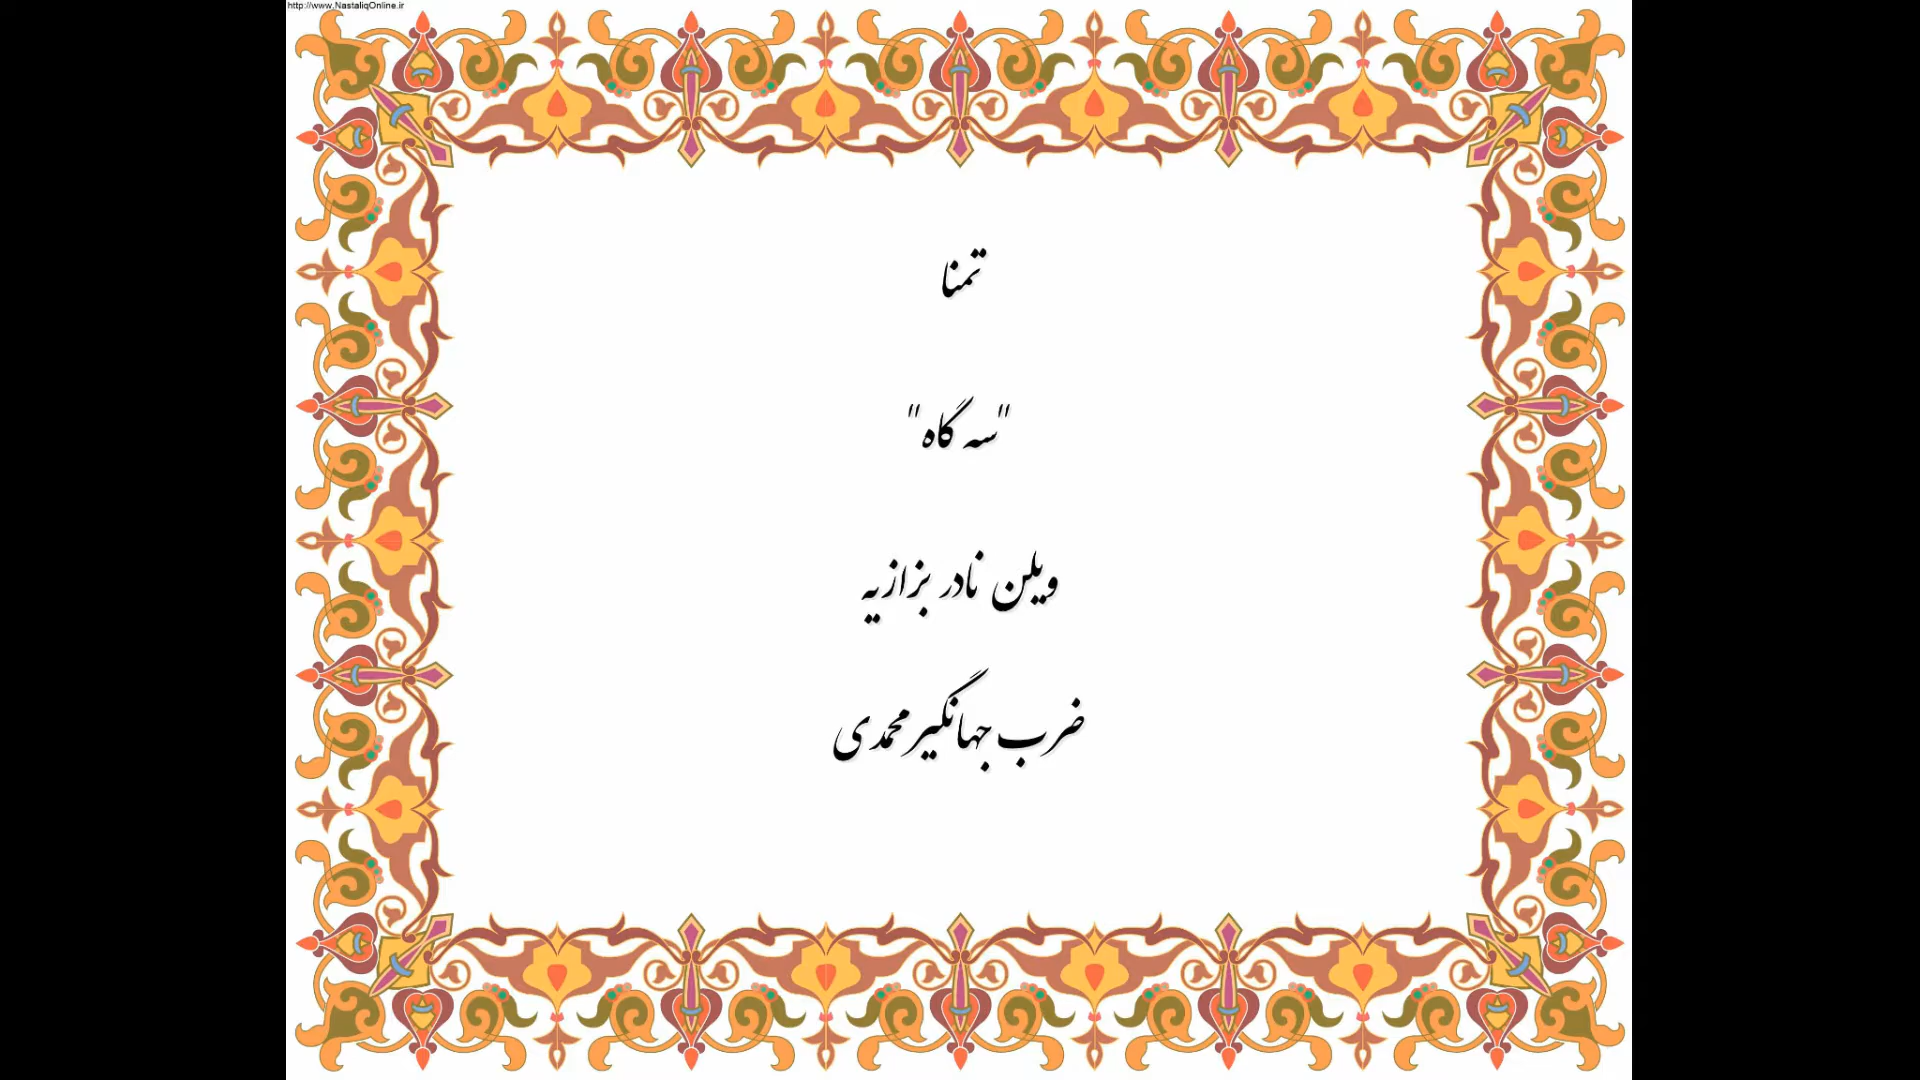 http://www.NastaliqOnline.ir
تمنا
"سه گاه"
ویلن نادر بزازیه
ضرب جهانگیر محمدی